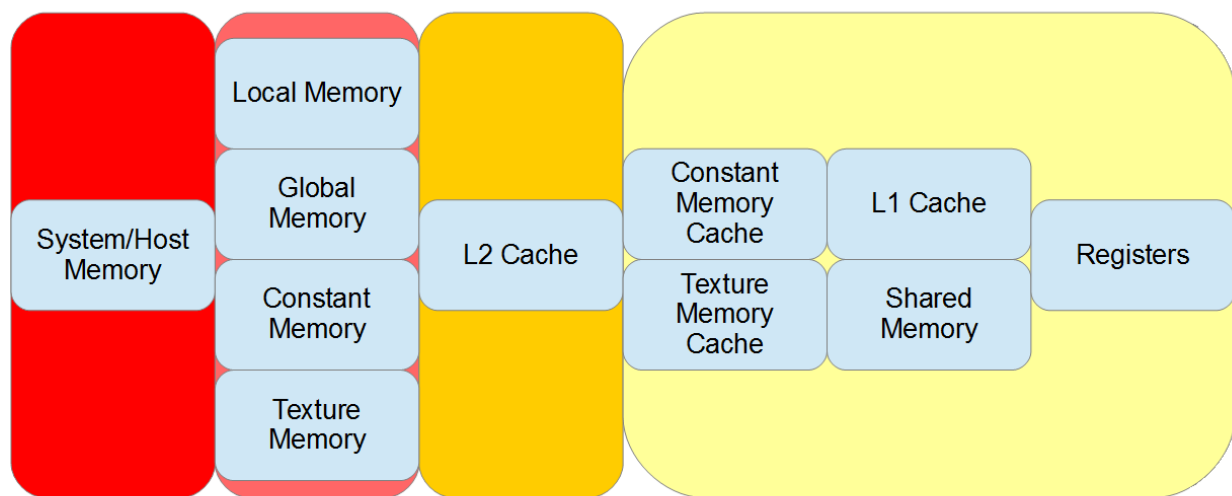 System/Host
Memory
Local Memory
Global
Memory
Constant
Memory
Texture
Memory
L2 Cache
Constant
Memory
Cache
Texture
Memory
Cache
L1 Cache
Shared
Memory
Registers